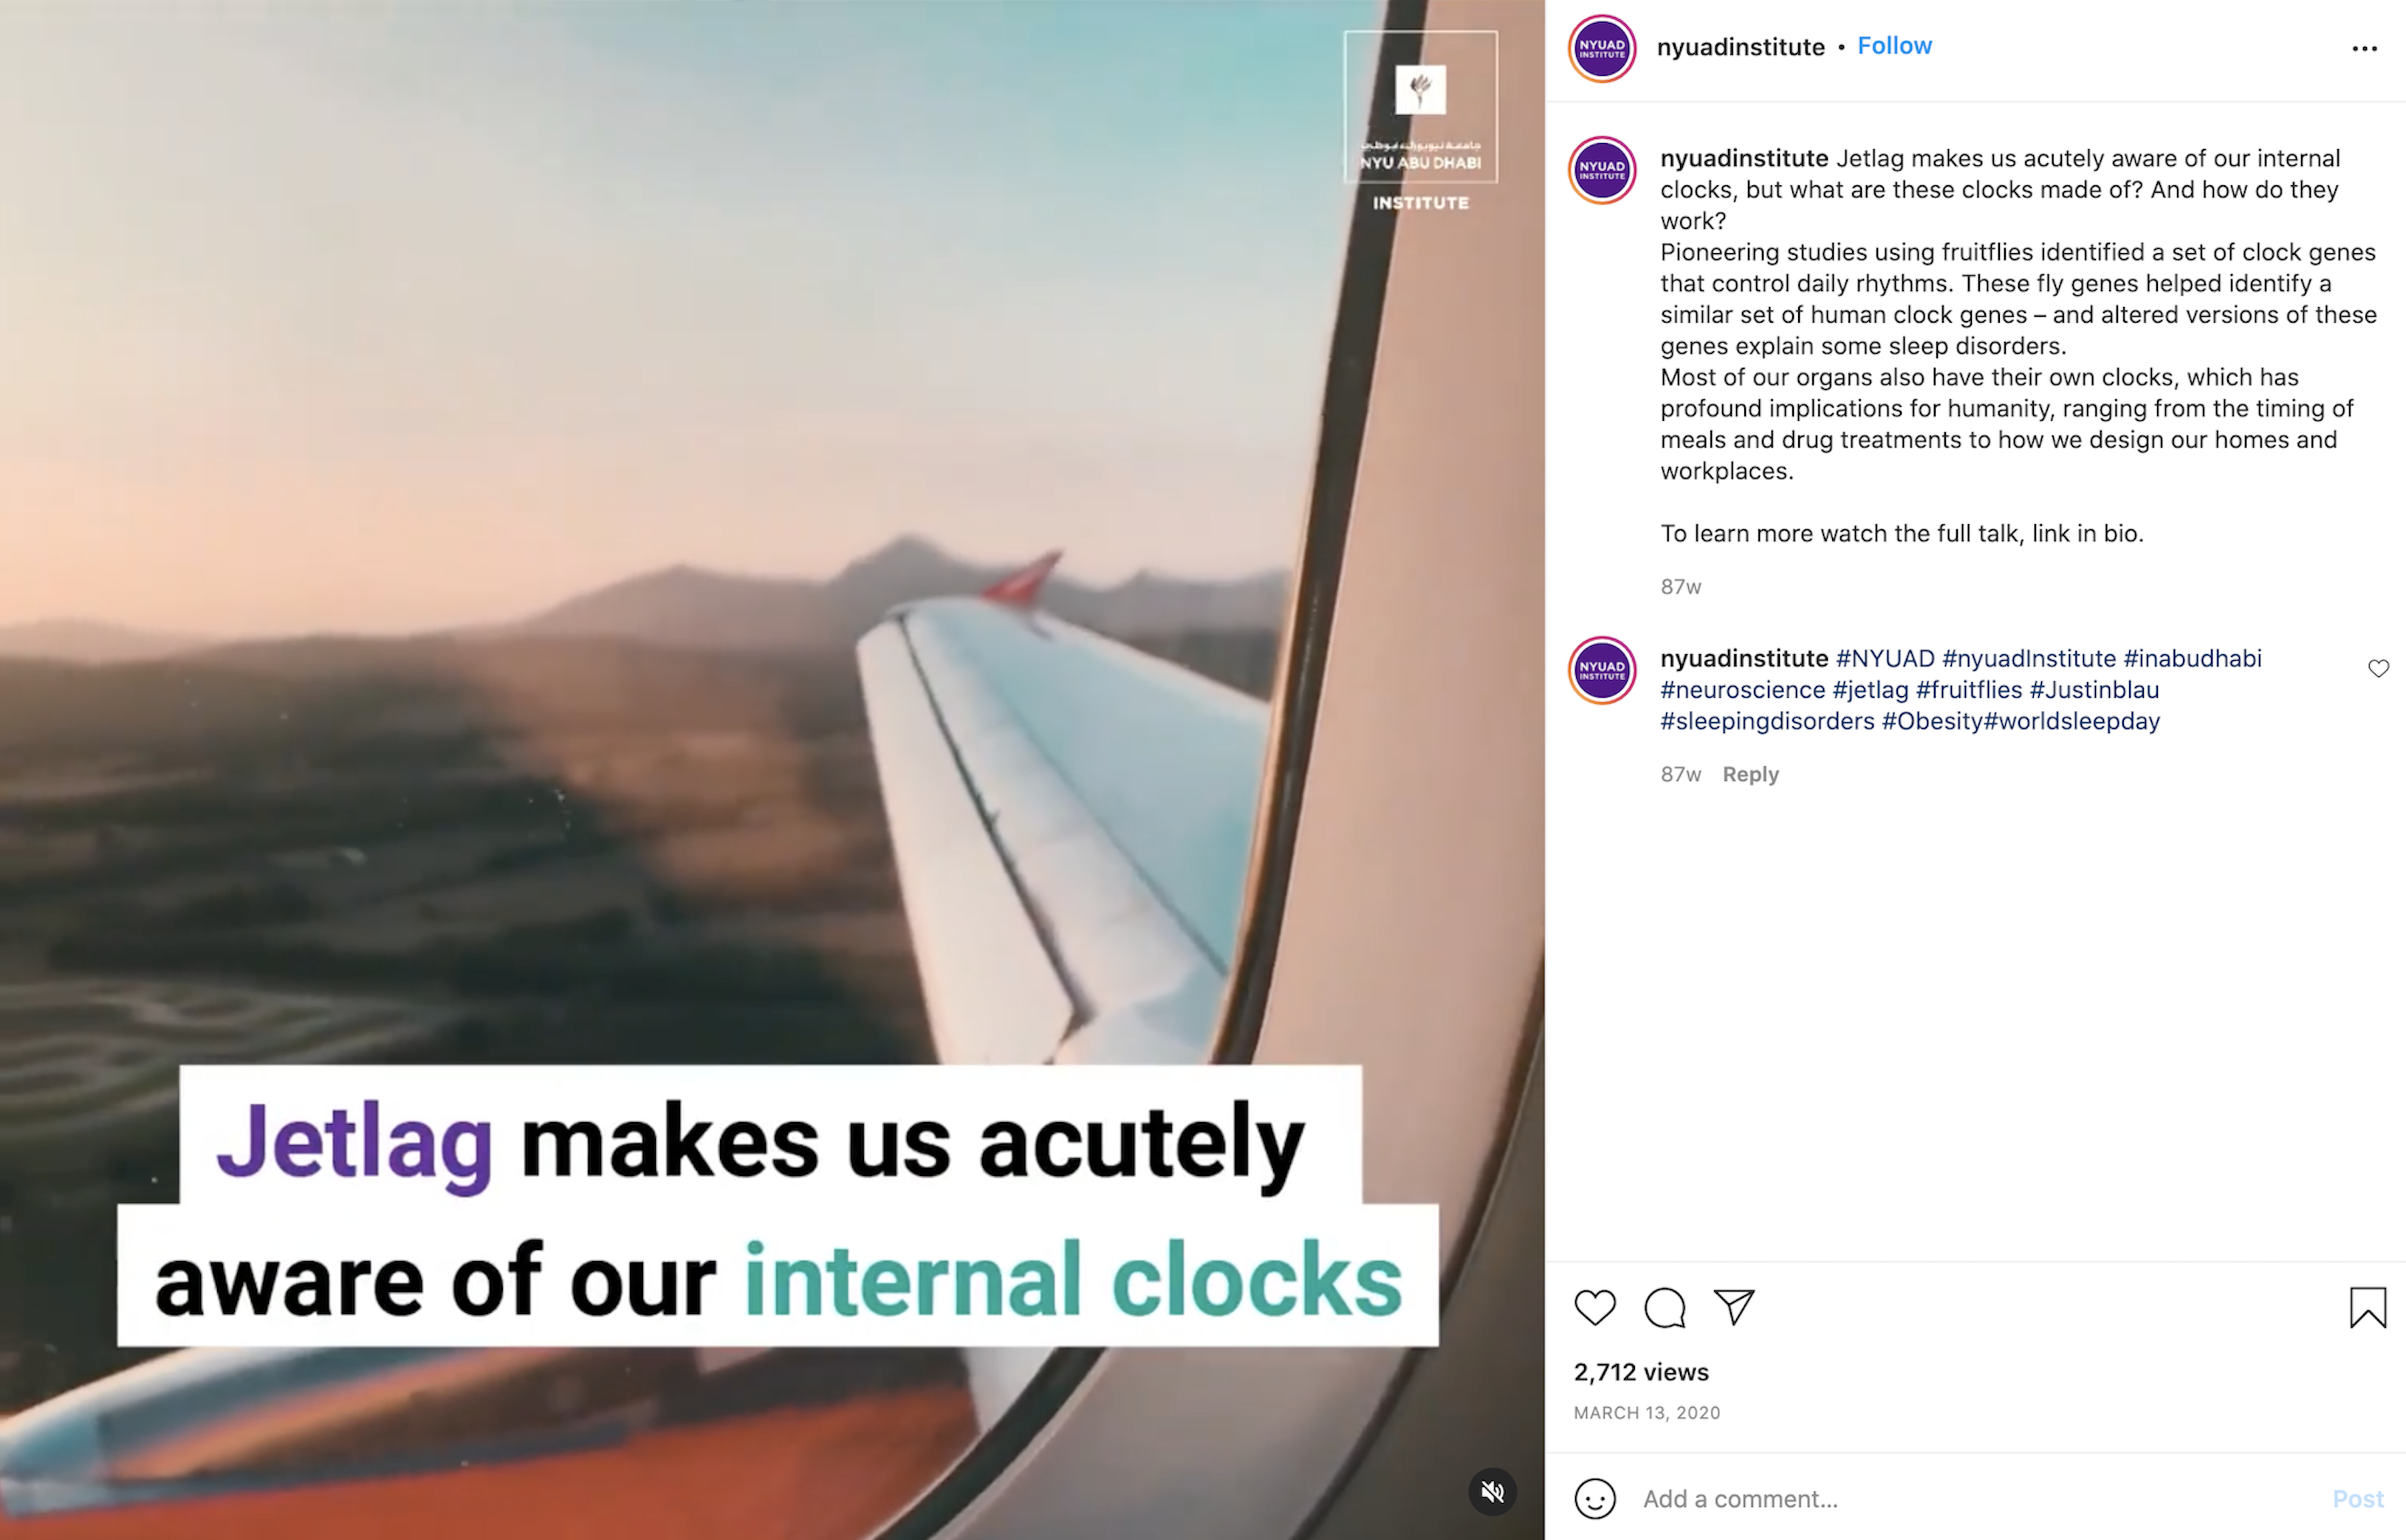 جامعة نيويورك أبوظبي
NYU ABU DHABI
INSTITUTE
Jetlag makes us acutely
aware of our internal clocks
NYUAD
INSTITUTE
nyuadinstitute • Follow
NYUAD
INSTITUTE
nyuadinstitute Jetlag makes us acutely aware of our internal
clocks, but what are these clocks made of? And how do they
work?
Pioneering studies using fruitflies identified a set of clock genes
that control daily rhythms. These fly genes helped identify a
similar set of human clock genes – and altered versions of these
genes explain some sleep disorders.
Most of our organs also have their own clocks, which has
profound implications for humanity, ranging from the timing of
meals and drug treatments to how we design our homes and
workplaces.
To learn more watch the full talk, link in bio.
87w
NYUAD
INSTITUTE
nyuadinstitute #NYUAD #nyuadInstitute #inabudhabi
#neuroscience #jetlag #fruitflies #Justinblau
#sleepingdisorders #Obesity#worldsleepday
87w Reply
2,712 views
MARCH 13, 2020
Add a comment...
Post